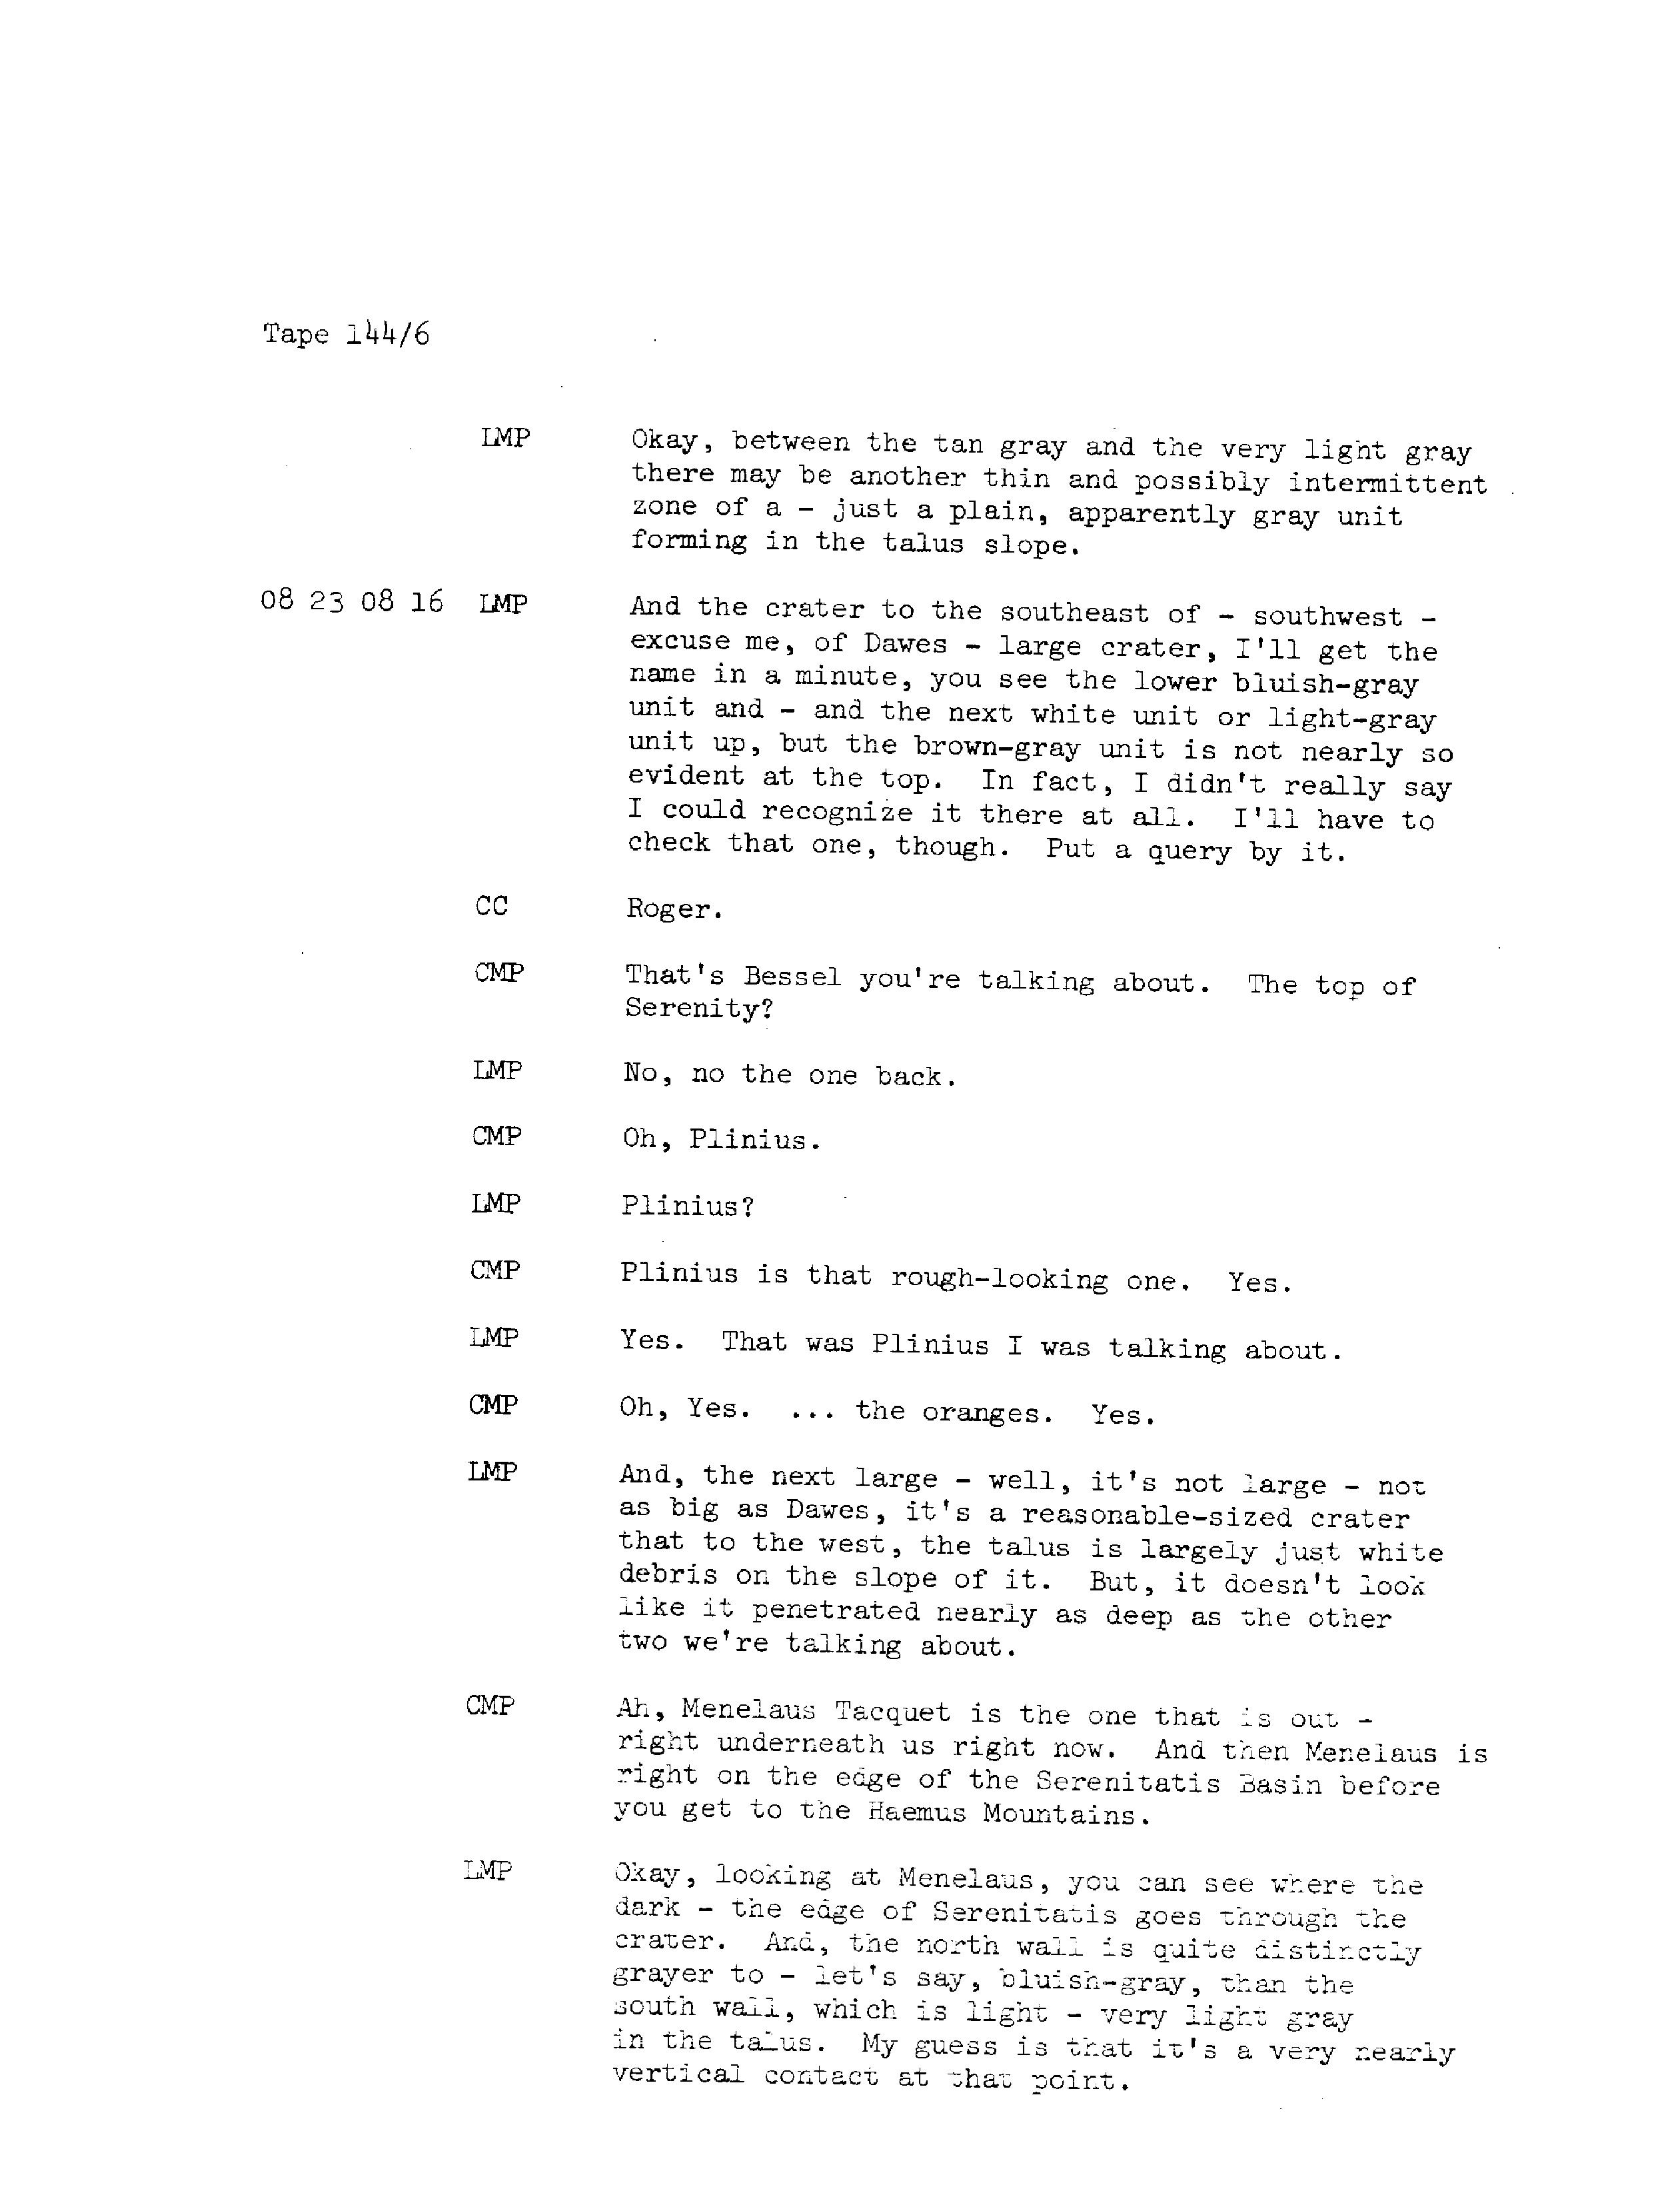 Tape 144/6
LMP Okay, between the tan gray and the very light gray
there may be another thin and possibly intermittent
zone of a - just a plain, apparently gray unit
forming in the talus slope.
08 23 08 16 LMP And the crater to the southeast of - southwest -
excuse me, of Dawes - large crater, I'll get the
name in a minute, you see the lower bluish-gray
unit and - and the next white unit or light-gray
unit up, but the brown-gray unit is not nearly so
evident at the top. In fact, I didn't really say
I could recognize it there at all. I'll have to
check that one, though. Put a query by it.
CC Roger.
CMP That's Bessel you're talking about. The top of
Serenity?
LMP No, no the one back.
CMP Oh, Plinius.
LMP Plinius?
CMP Plinius is that rough-looking one. Yes.
LMP Yes. That was Plinius I was talking about.
CMP Oh, Yes. ... the oranges. Yes.
LMP And, the next large - well, it's not large - not
as big as Dawes, it's a reasonable-sized crater
that to the west, the talus is largely just white
debris on the slope of it. But, it doesn't look
like it penetrated nearly as deep as the other
two we're talking about.
CMP Ah, Menelaus Tacquet is the one that is out -
right underneath us right now. And then Menelaus is
right on the edge of the Serenitatis Basin before
you get to the Haemus Mountains.
LMP Okay, looking at Menelaus, you can see where the
dark - the edge of Serenitatis goes through the
crater. And, the north wall is quite distinctly
grayer to - let's say, bluish-gray, than the
south wall, which is light - very light gray
in the talus. My guess is that it's a very nearly
vertical contact at that point.